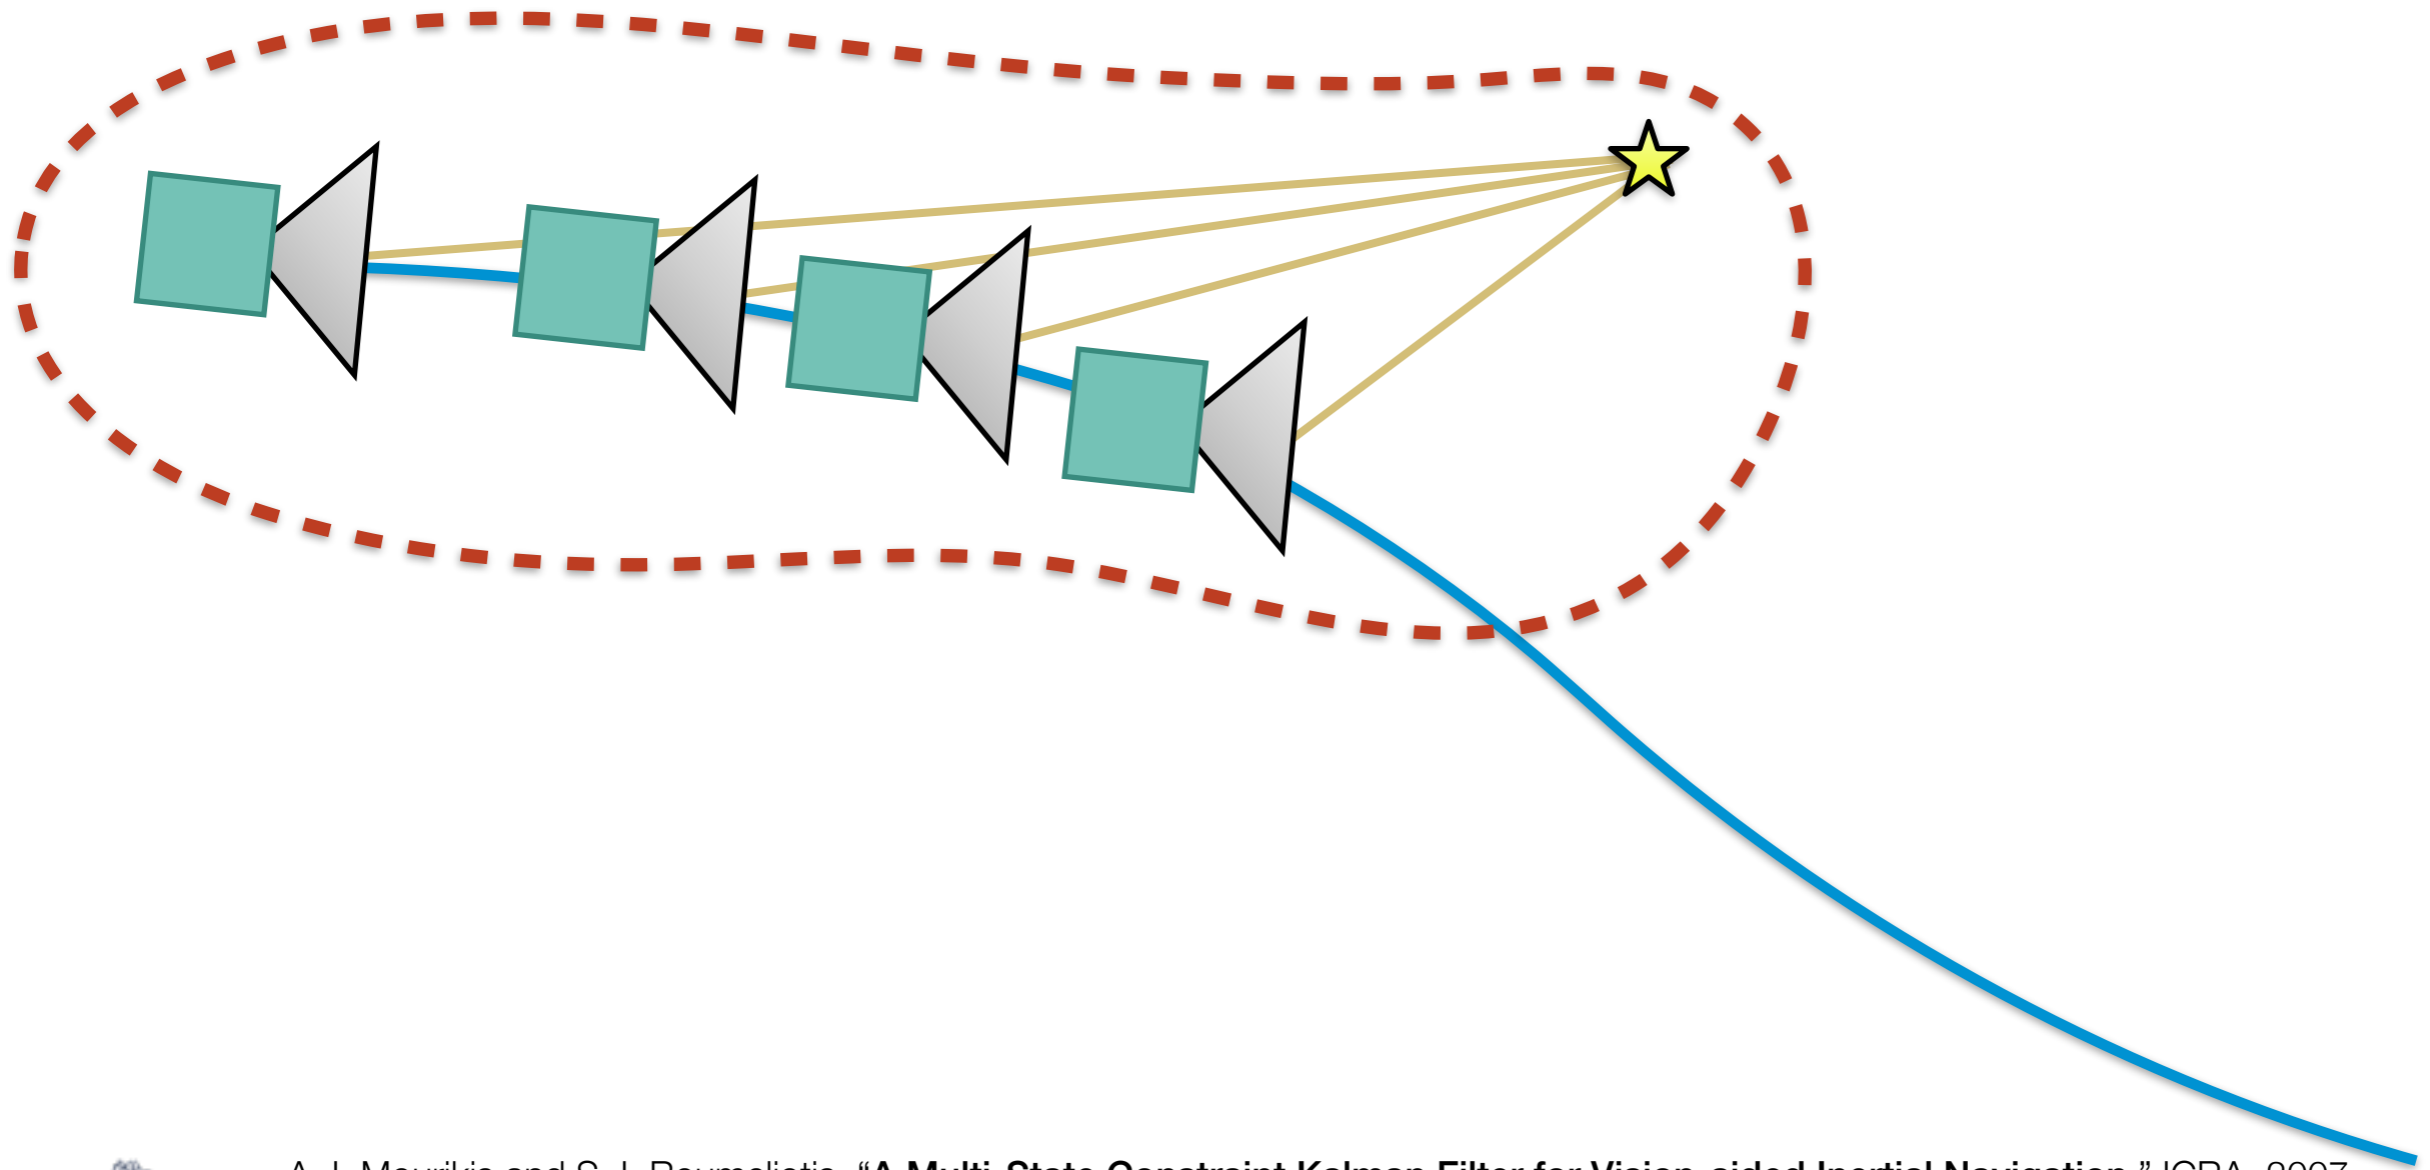 A. I. Mourikis and S. I. Roumeliotis, “A Multi-State Constraint Kalman Filter for Vision-aided Inertial Navigation,” ICRA, 2007